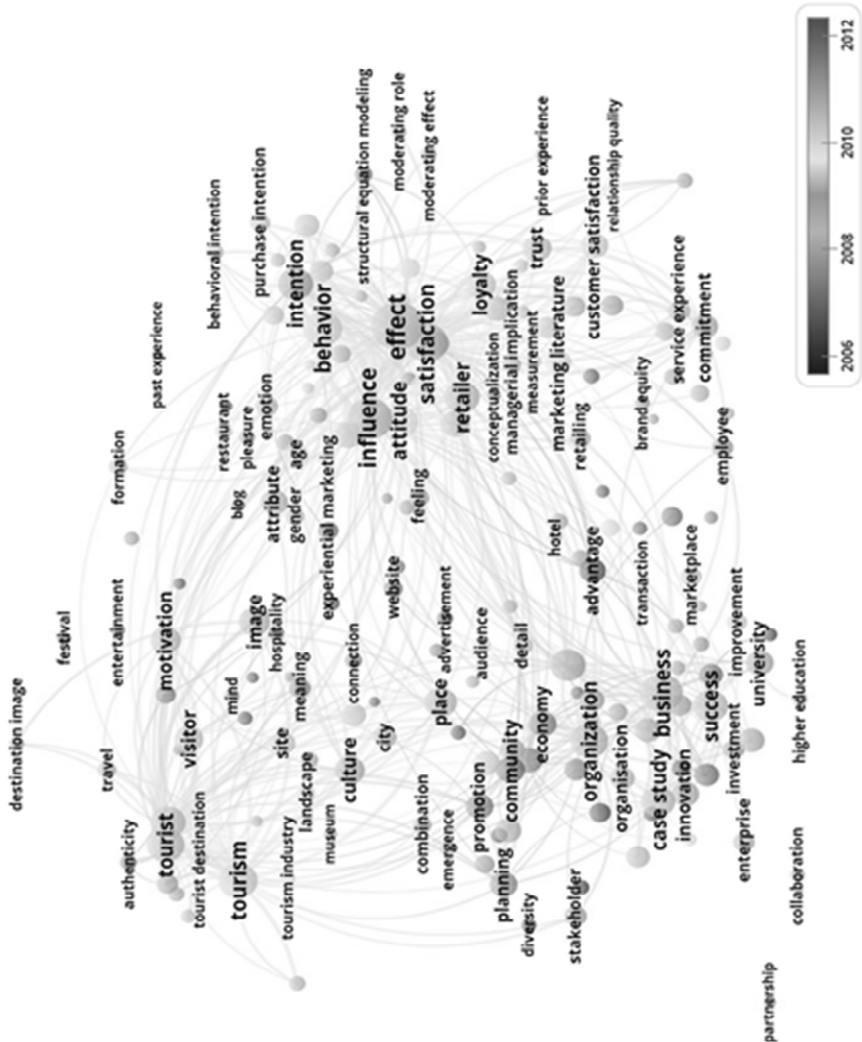 destination image
festival
travel
entertainment
formation
authenticity
past experience
tourist
visitor
motivation
tourist destination
behavioral intention
restaurant
tourism
mind
blog
pleasure
purchase intention
image
emotion
attribute
hospitality
tourism industry
site
meaning
gender
age
intention
landscape
behavior
museum
experiential marketing
culture
connection
structural equation modeling
influence
city
website
attitude
effect
moderating role
feeling
satisfaction
moderating effect
combination
place
advertisement
emergence
retailer
promotion
audience
loyalty
conceptualization
planning
community
managerial implication
detail
diversity
measurement
economy
trust
prior experience
hotel
marketing literature
stakeholder
organization
advantage
retailing
customer satisfaction
organisation
relationship quality
transaction
brand equity
case study
business
innovation
marketplace
service experience
success
commitment
employee
investment
improvement
enterprise
university
partnership
collaboration
higher education
2006
2008
2010
2012